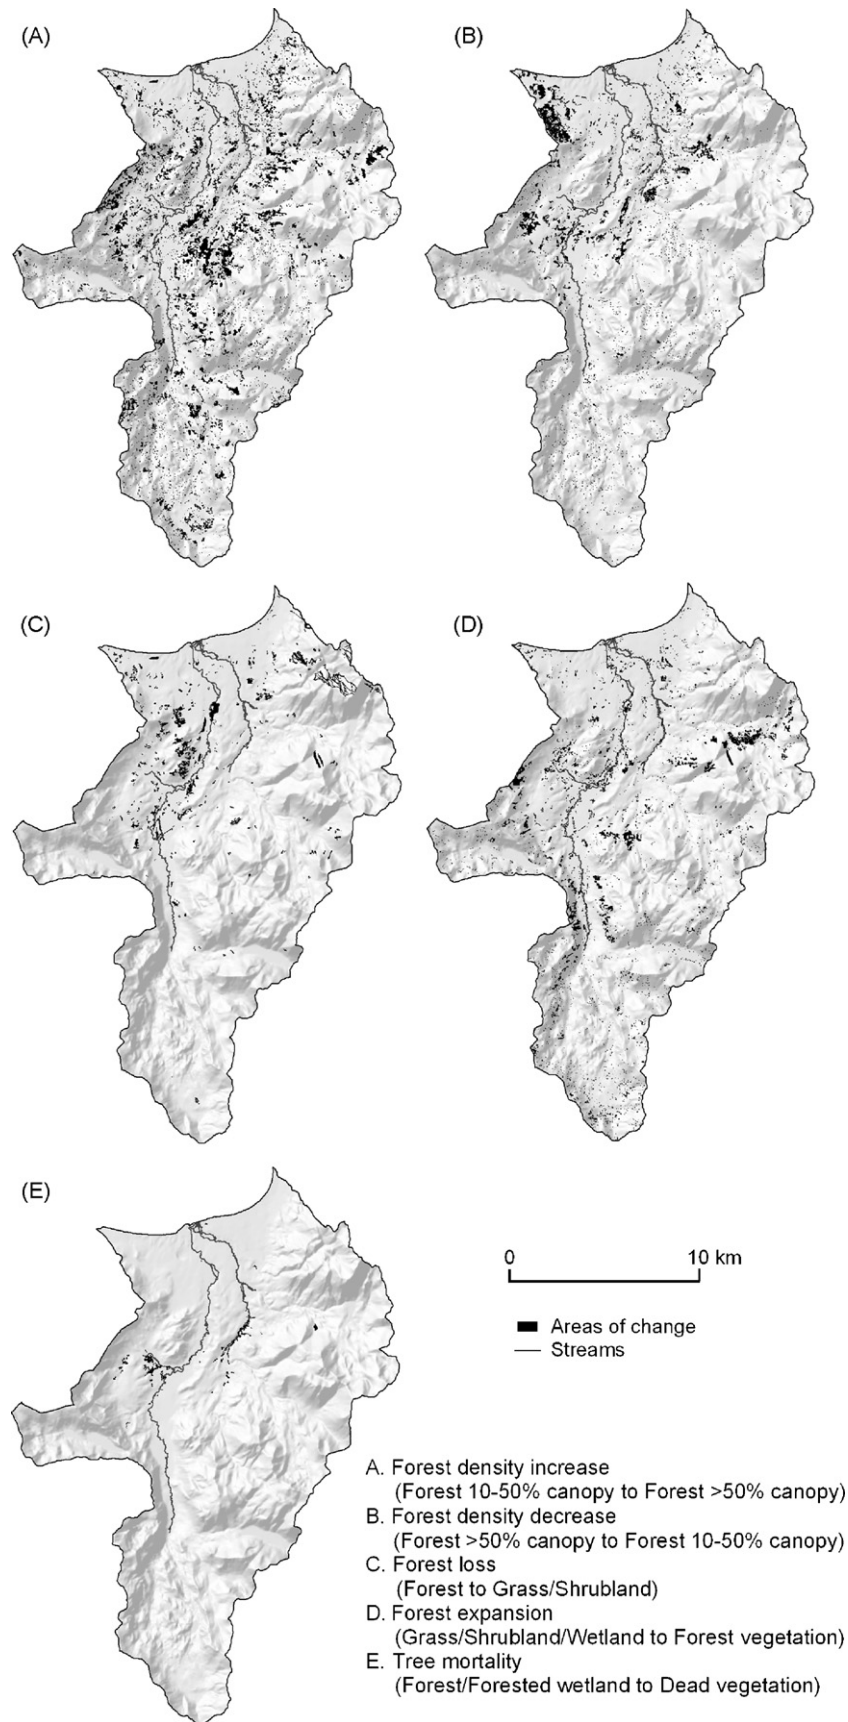 (A)
(B)
(C)
(D)
(E)
0 10 km
Areas of change
Streams
A. Forest density increase
(Forest 10-50% canopy to Forest >50% canopy)
B. Forest density decrease
(Forest >50% canopy to Forest 10-50% canopy)
C. Forest loss
(Forest to Grass/Shrubland)
D. Forest expansion
(Grass/Shrubland/Wetland to Forest vegetation)
E. Tree mortality
(Forest/Forested wetland to Dead vegetation)